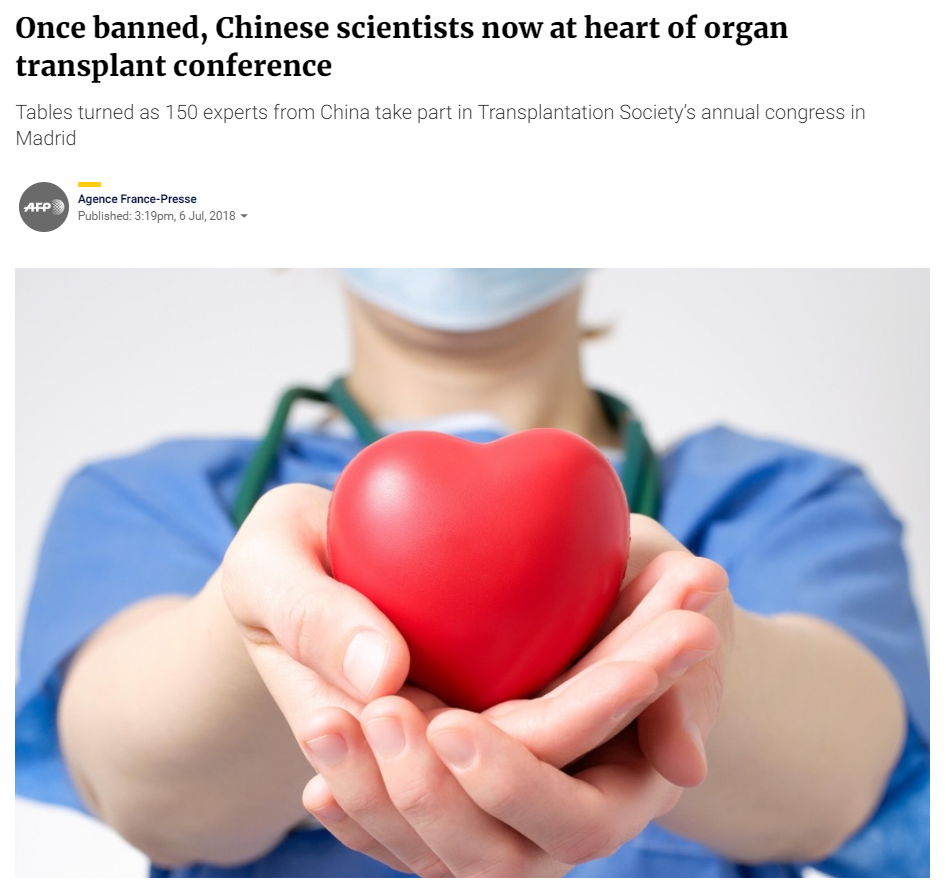 Once banned, Chinese scientists now at heart of organ
transplant conference
Tables turned as 150 experts from China take part in Transplantation Society’s annual congress in
Madrid
AFP
Agence France-Presse
Published: 3:19pm, 6 Jul, 2018